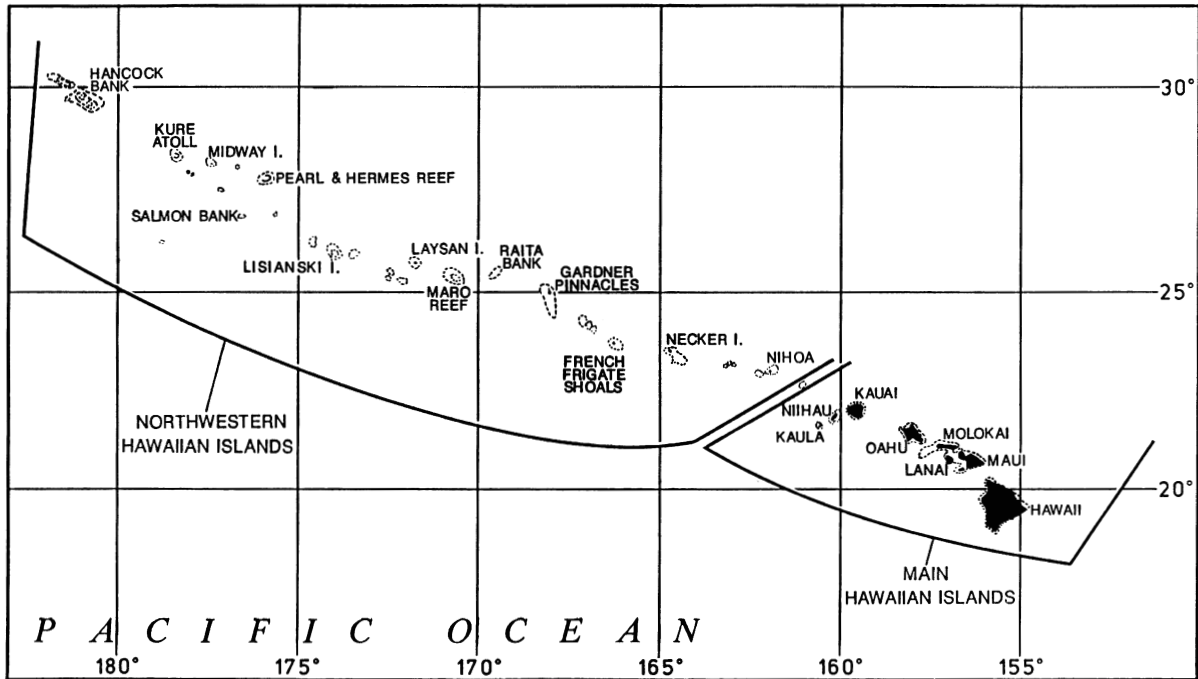 HANCOCK
BANK
30°
KURE
ATOLL
MIDWAY I.
PEARL & HERMES REEF
SALMON BANK
LISIANSKI I.
LAYSAN I.
MARO
REEF
RAITA
BANK
GARDNER
PINNACLES
25°
FRENCH
FRIGATE
SHOALS
NECKER I.
NIHOA
NORTHWESTERN
HAWAIIAN ISLANDS
KAUAI
NIIHAU
KAULA
OAHU
MOLOKAI
LANAI
MAUI
20°
HAWAII
MAIN
HAWAIIAN ISLANDS
PACIFIC OCEAN
180° 175° 170° 165° 160° 155°